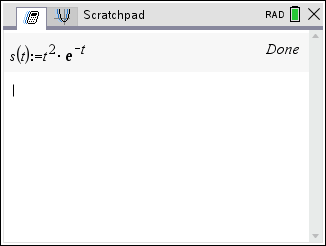 Scratchpad RAD
s(t):=t²·e⁻ᵗ Done